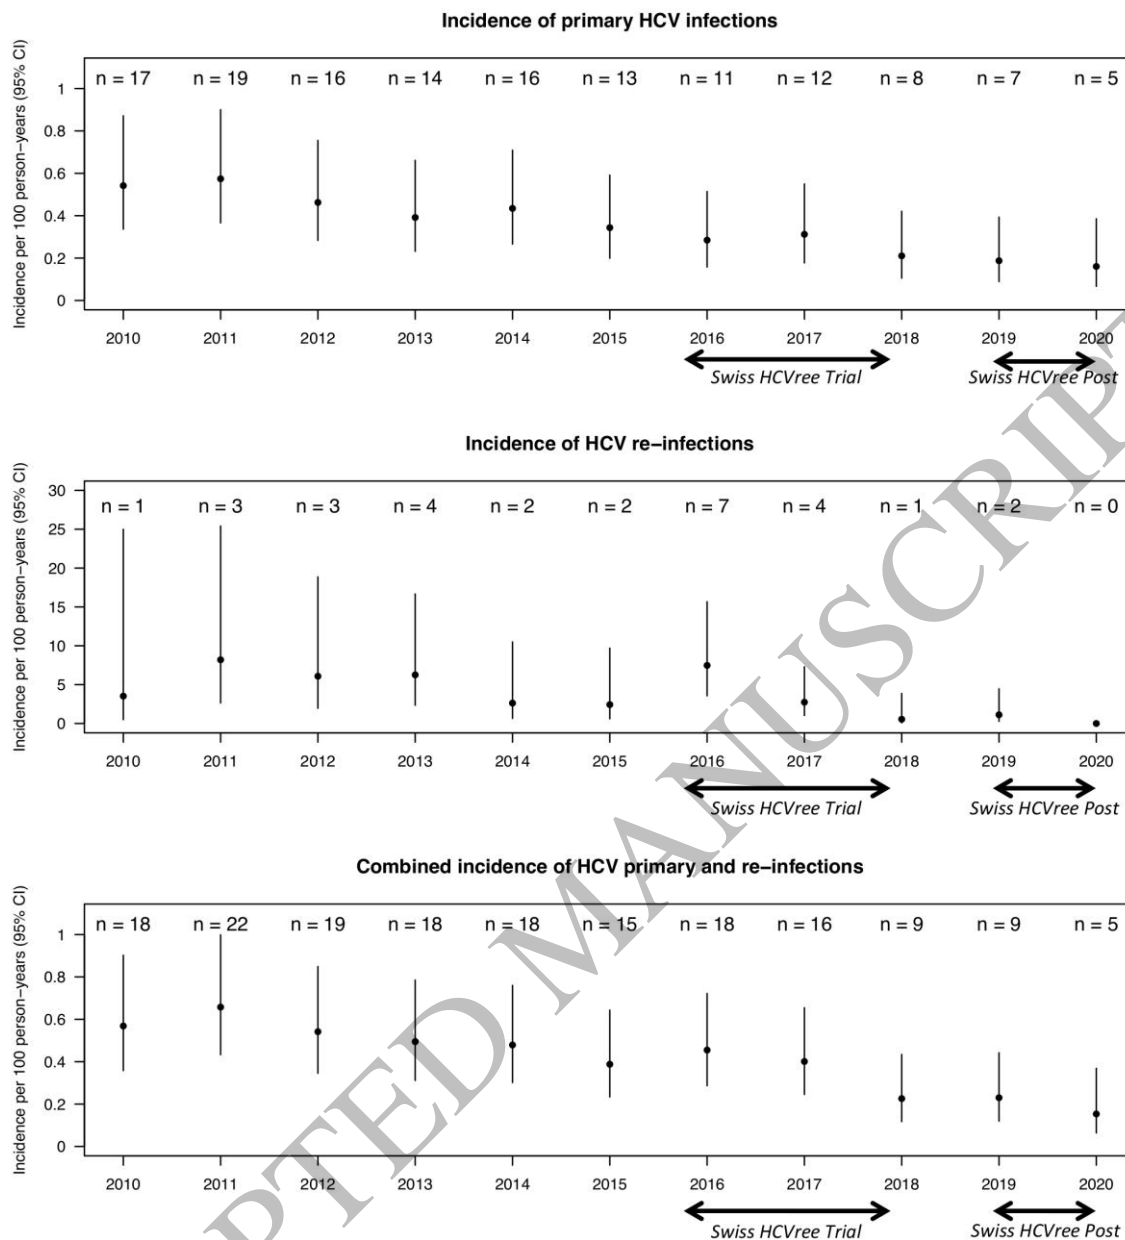 Incidence of primary HCV infections
Incidence per 100 person−years (95% CI)
n = 17 n = 19 n = 16 n = 14 n = 16 n = 13 n = 11 n = 12 n = 8 n = 7 n = 5
1
0.8
0.6
0.4
0.2
0
2010 2011 2012 2013 2014 2015 2016 2017 2018 2019 2020
Swiss HCVree Trial Swiss HCVree Post
Incidence of HCV re−infections
Incidence per 100 person−years (95% CI)
30
n = 1 n = 3 n = 3 n = 4 n = 2 n = 2 n = 7 n = 4 n = 1 n = 2 n = 0
25
20
15
10
5
0
2010 2011 2012 2013 2014 2015 2016 2017 2018 2019 2020
Swiss HCVree Trial Swiss HCVree Post
Combined incidence of HCV primary and re−infections
Incidence per 100 person−years (95% CI)
n = 18 n = 22 n = 19 n = 18 n = 18 n = 15 n = 18 n = 16 n = 9 n = 9 n = 5
1
0.8
0.6
0.4
0.2
0
2010 2011 2012 2013 2014 2015 2016 2017 2018 2019 2020
Swiss HCVree Trial Swiss HCVree Post
PTED MANUSCRIPT